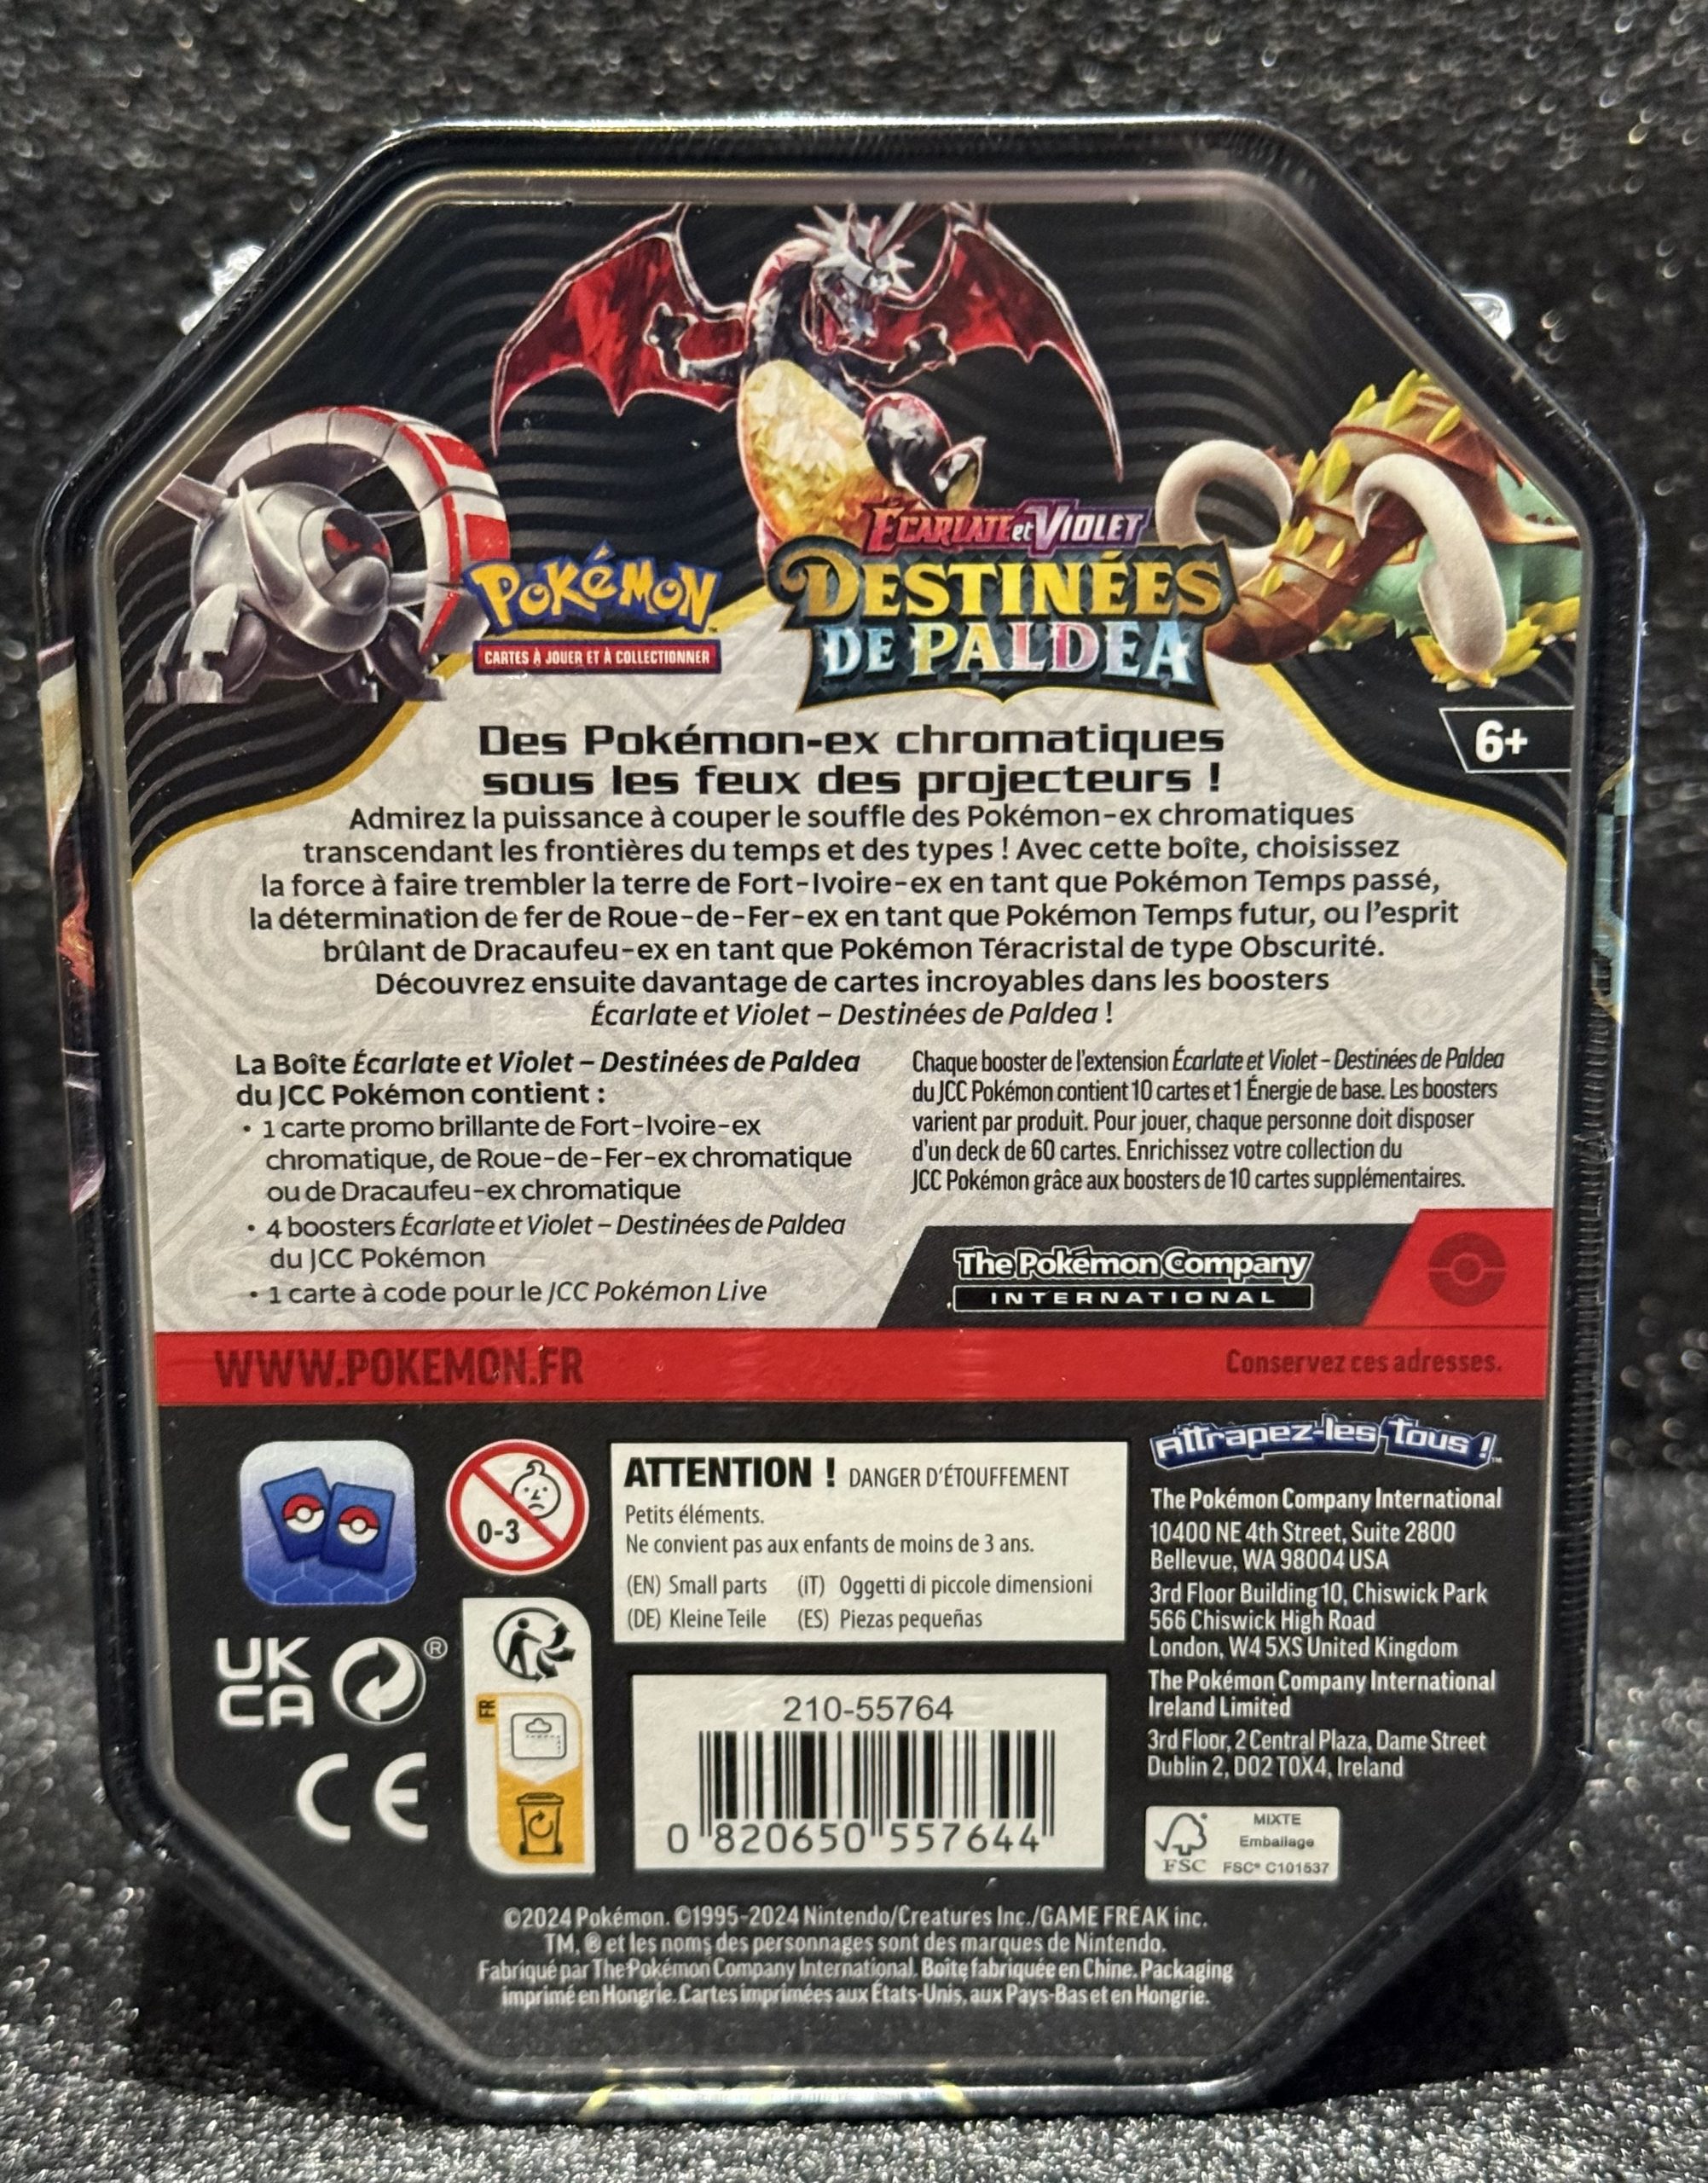 ÉCARLATE et VIOLET
POKéMON
CARTES À JOUER ET À COLLECTIONNER
DESTINÉES
DE PALDEA
6+
Des Pokémon-ex chromatiques
sous les feux des projecteurs !
Admirez la puissance à couper le souffle des Pokémon-ex chromatiques
transcendant les frontières du temps et des types ! Avec cette boîte, choisissez
la force à faire trembler la terre de Fort-Ivoire-ex en tant que Pokémon Temps passé,
la détermination de fer de Roue-de-Fer-ex en tant que Pokémon Temps futur, ou l'esprit
brûlant de Dracaufeu-ex en tant que Pokémon Téracristal de type Obscurité.
Découvrez ensuite davantage de cartes incroyables dans les boosters
Écarlate et Violet – Destinées de Paldea !
La Boîte Écarlate et Violet – Destinées de Paldea
du JCC Pokémon contient :
• 1 carte promo brillante de Fort-Ivoire-ex
chromatique, de Roue-de-Fer-ex chromatique
ou de Dracaufeu-ex chromatique
• 4 boosters Écarlate et Violet – Destinées de Paldea
du JCC Pokémon
• 1 carte à code pour le JCC Pokémon Live
Chaque booster de l'extension Écarlate et Violet – Destinées de Paldea
du JCC Pokémon contient 10 cartes et 1 Énergie de base. Les boosters
varient par produit. Pour jouer, chaque personne doit disposer
d'un deck de 60 cartes. Enrichissez votre collection du
JCC Pokémon grâce aux boosters de 10 cartes supplémentaires.
The Pokémon Company
INTERNATIONAL
WWW.POKEMON.FR
Conservez ces adresses.
0-3
ATTENTION ! DANGER D'ÉTOUFFEMENT
Petits éléments.
Ne convient pas aux enfants de moins de 3 ans.
(EN) Small parts (IT) Oggetti di piccole dimensioni
(DE) Kleine Teile (ES) Piezas pequeñas
Attrapez-les Tous ! ™
The Pokémon Company International
10400 NE 4th Street, Suite 2800
Bellevue, WA 98004 USA
3rd Floor Building 10, Chiswick Park
566 Chiswick High Road
London, W4 5XS United Kingdom
The Pokémon Company International
Ireland Limited
3rd Floor, 2 Central Plaza, Dame Street
Dublin 2, D02 T0X4, Ireland
UK
CA
®
CE
FR
210-55764
0 820650 557644
FSC
MIXTE
Emballage
FSC® C101537
©2024 Pokémon. ©1995–2024 Nintendo/Creatures Inc./GAME FREAK inc.
TM, ® et les noms des personnages sont des marques de Nintendo.
Fabriqué par The Pokémon Company International. Boîte fabriquée en Chine. Packaging
imprimé en Hongrie. Cartes imprimées aux États-Unis, aux Pays-Bas et en Hongrie.